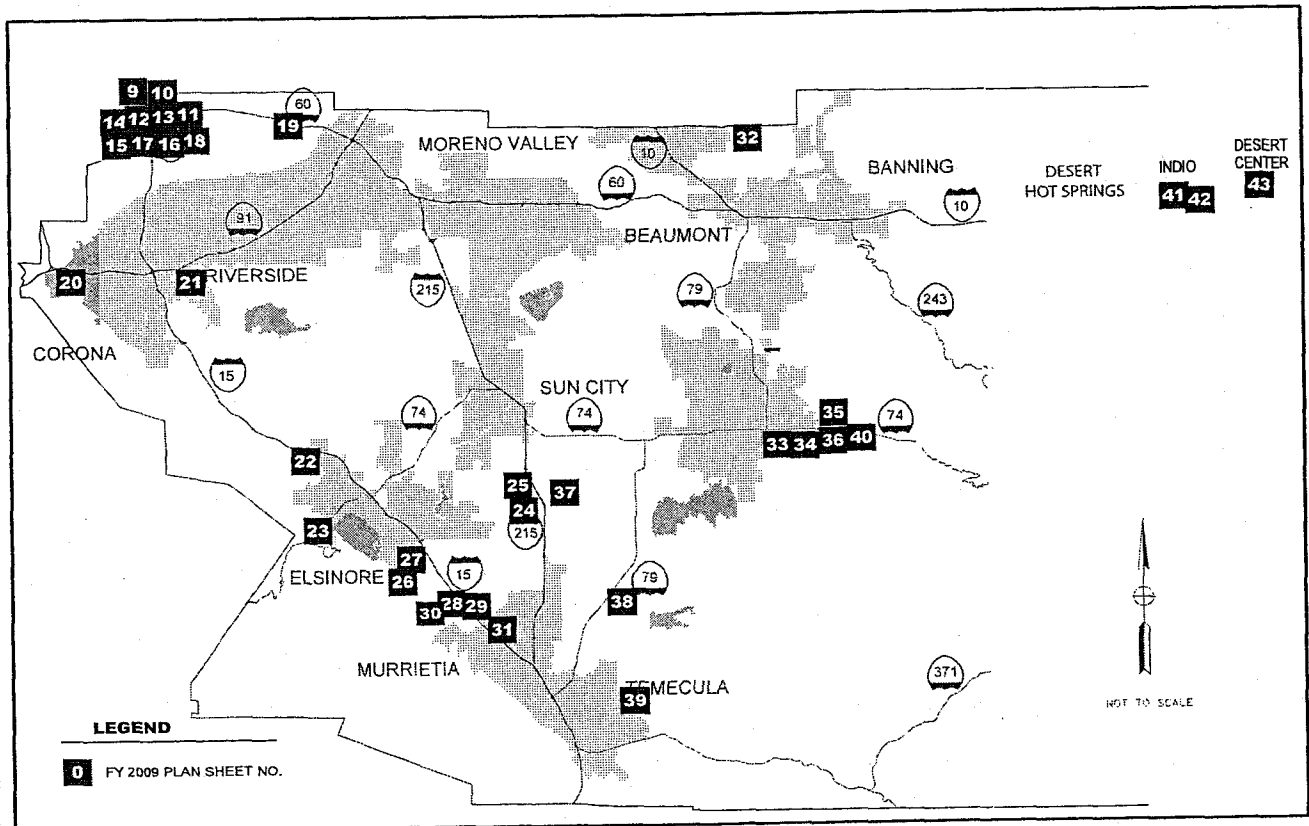 9 10
60
14 12 13 11
19
15 17 16 18
MORENO VALLEY
10
32
BANNING
DESERT
HOT SPRINGS
INDIO
41 42
DESERT
CENTER
43
60
10
91
BEAUMONT
20
21
RIVERSIDE
215
79
243
CORONA
15
SUN CITY
74
74
35
74
33 34 36 40
22
25
37
24
215
23
27
ELSINORE
26
15
79
30 28 29
38
31
MURRIETIA
TEMECULA
39
371
NOT TO SCALE
LEGEND
0 FY 2009 PLAN SHEET NO.